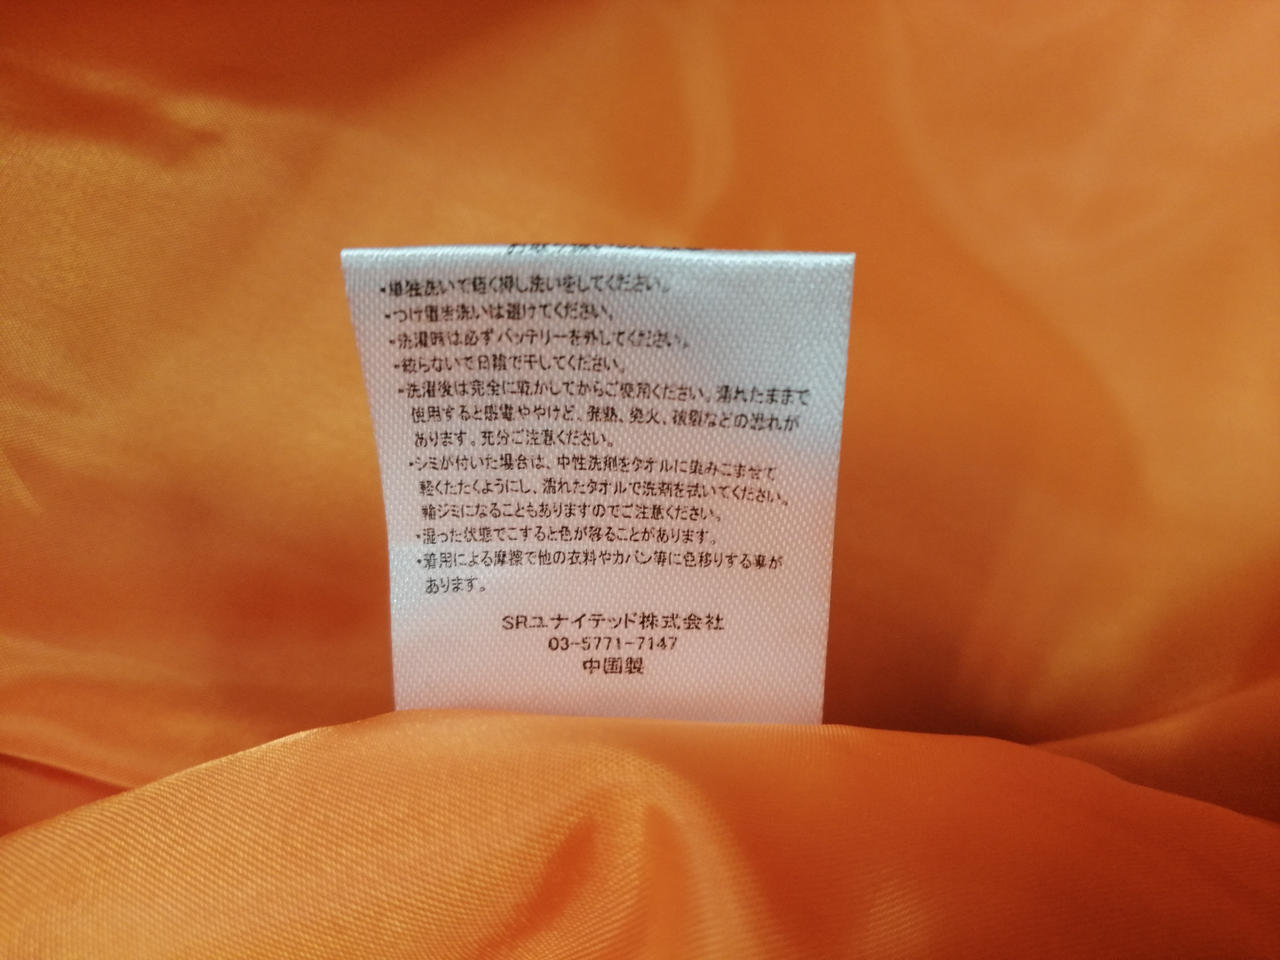 ・単独洗いで軽く押し洗いをしてください。
・つけ置き洗いは避けてください。
・洗濯時は必ずバッテリーを外してください。
・絞らないで日陰で干してください。
・洗濯後は完全に乾かしてからご使用ください。濡れたままで
使用すると感電ややけど、発熱、発火、破裂などの恐れが
あります。充分ご注意ください。
・シミが付いた場合は、中性洗剤をタオルに染みこませて
軽くたたくようにし、濡れたタオルで洗剤を拭いてください。
輪ジミになることもありますのでご注意ください。
・湿った状態でこすると色が移ることがあります。
・着用による摩擦で他の衣料やカバン等に色移りする事が
あります。
SRユナイテッド株式会社
03-5771-7147
中国製